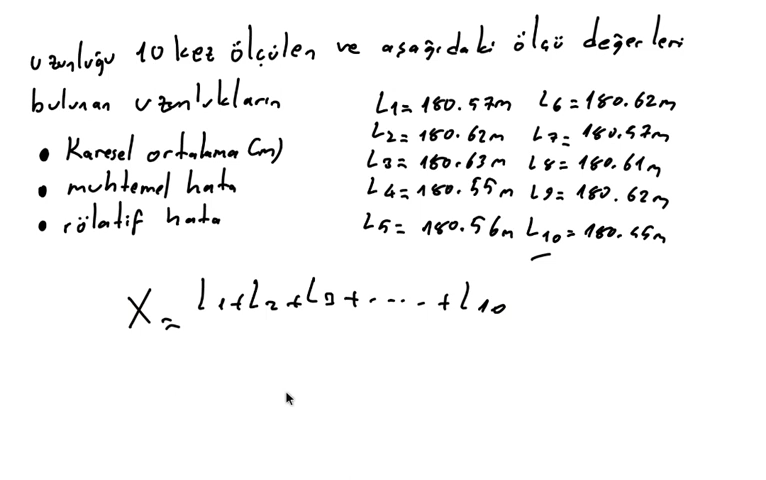 uzunluğu 10 kez ölçülen ve aşağıdaki ölçü değerleri
bulunan uzunlukların
L1 = 180.57m L6 = 180.62m
L2 = 180.62m L7 = 180.57m
• Karesel ortalama (m)
L3 = 180.63m L8 = 180.61m
• muhtemel hata
L4 = 180.55m L9 = 180.62m
• rölatif hata
L5 = 180.56m L10 = 180.55m
X = L1+L2+L3+.....+L10